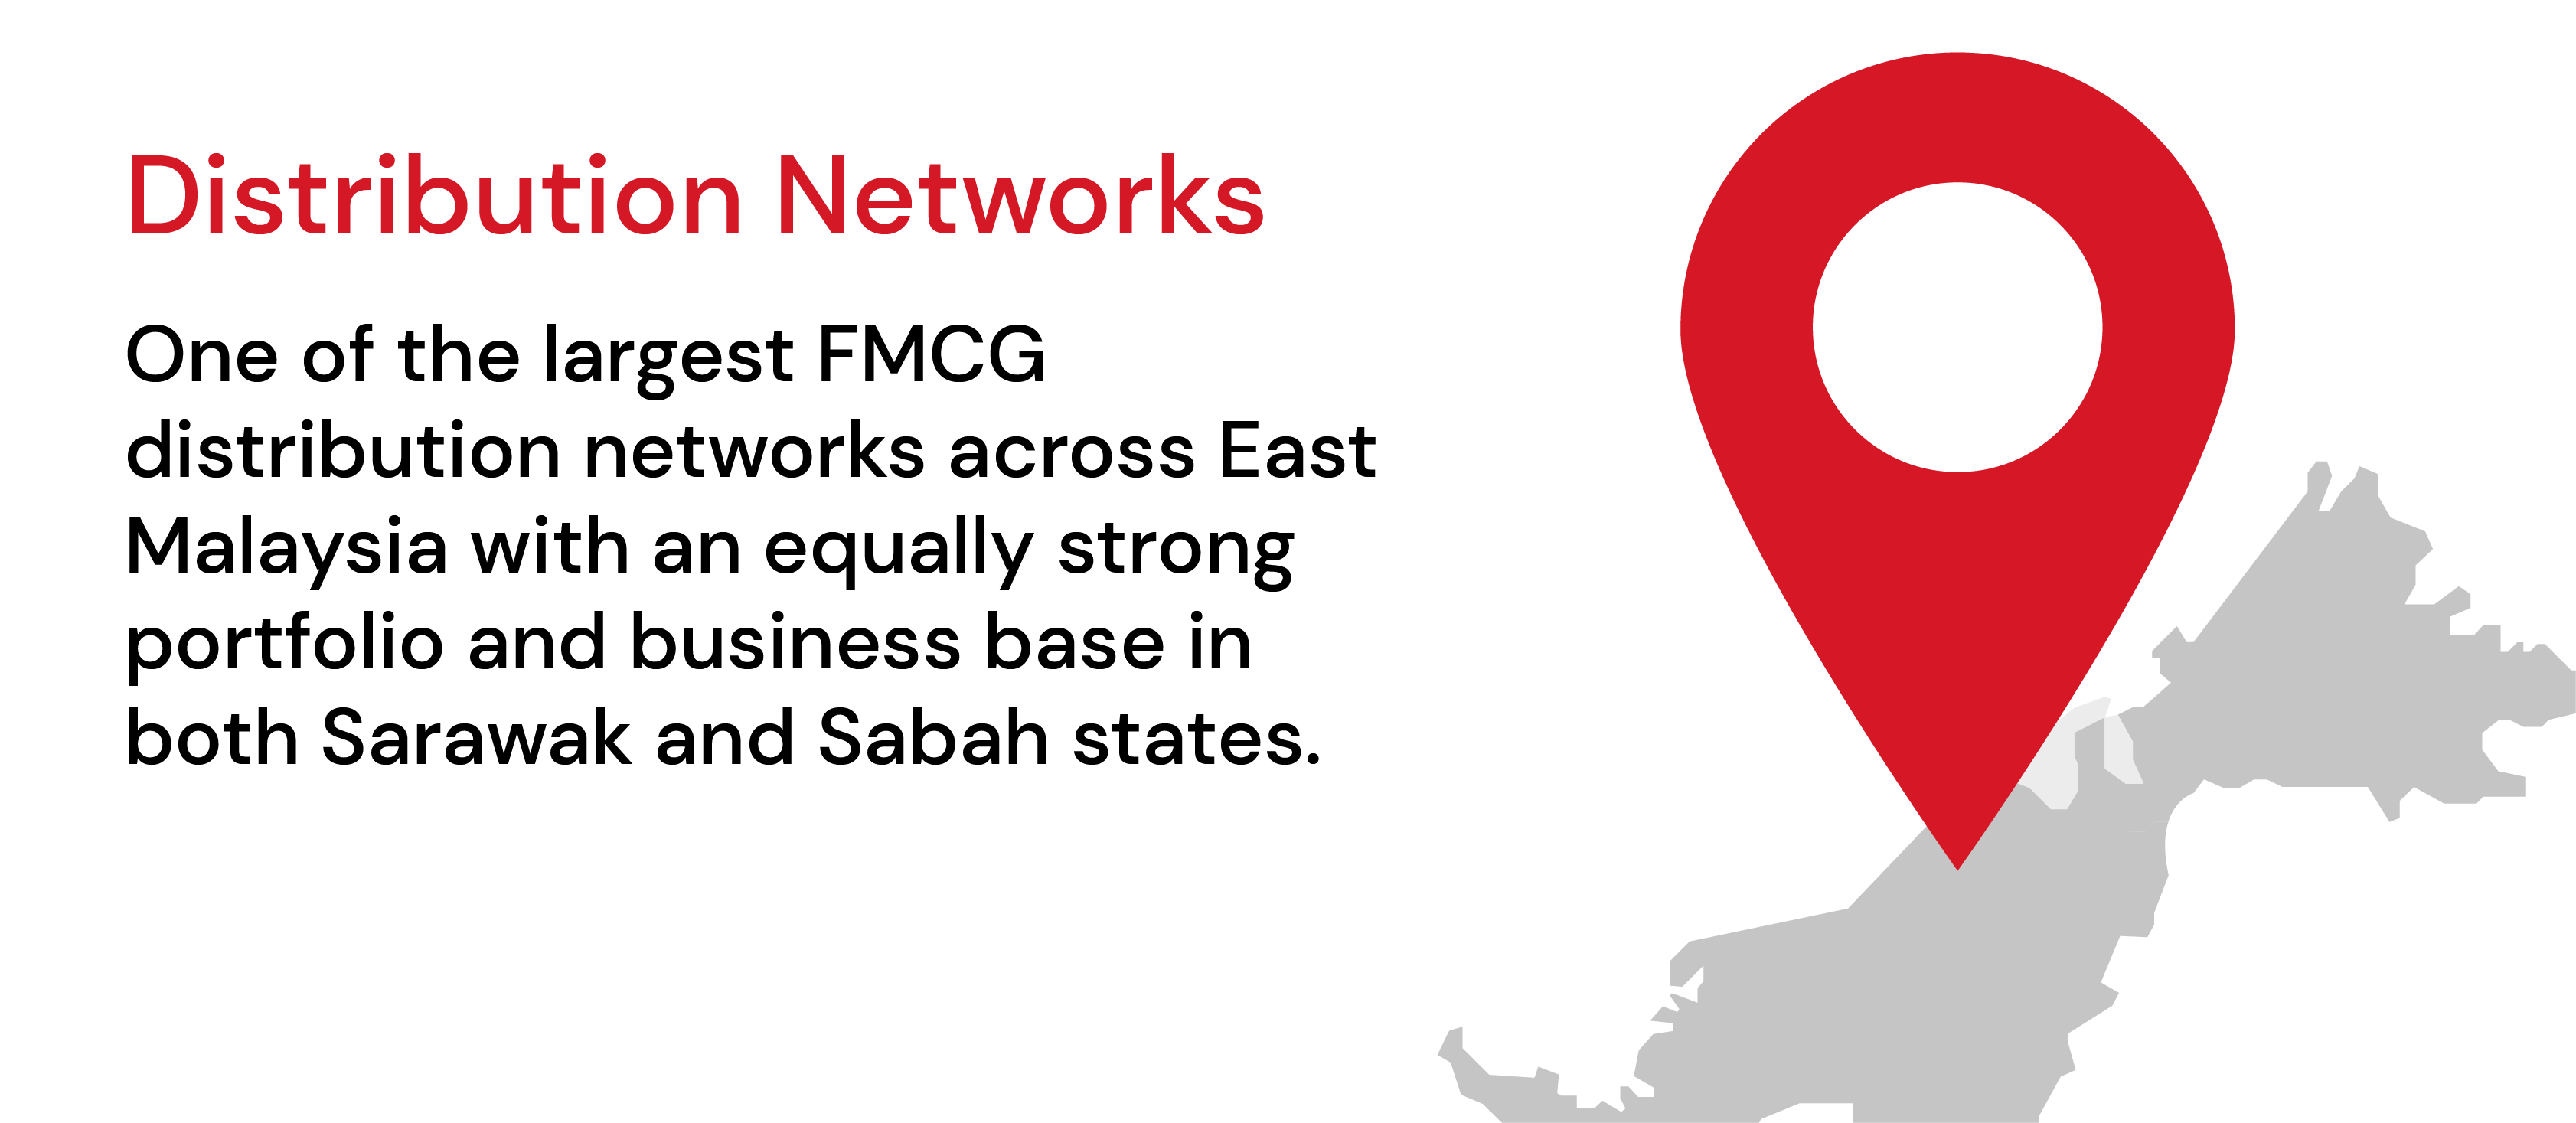 Distribution Networks
One of the largest FMCG
distribution networks across East
Malaysia with an equally strong
portfolio and business base in
both Sarawak and Sabah states.